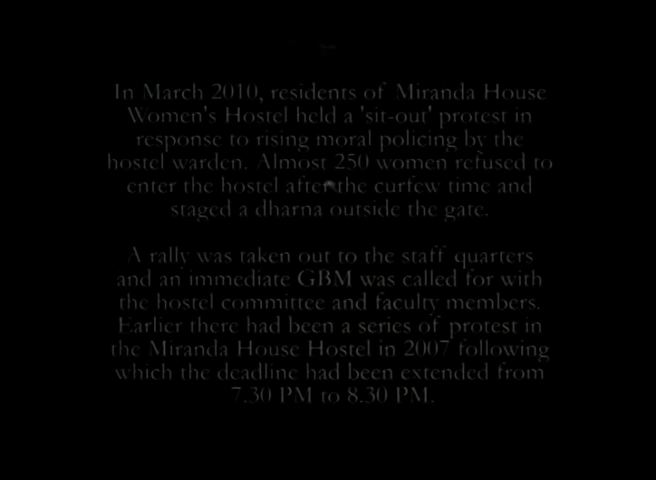 In March 2010, residents of Miranda House
Women's Hostel held a 'sit-out' protest in
response to rising moral policing by the
hostel warden. Almost 250 women refused to
enter the hostel after the curfew time and
staged a dharna outside the gate.
A rally was taken out to the staff quarters
and an immediate GBM was called for with
the hostel committee and faculty members.
Earlier there had been a series of protest in
the Miranda House Hostel in 2007 following
which the deadline had been extended from
7.30 PM to 8.30 PM.